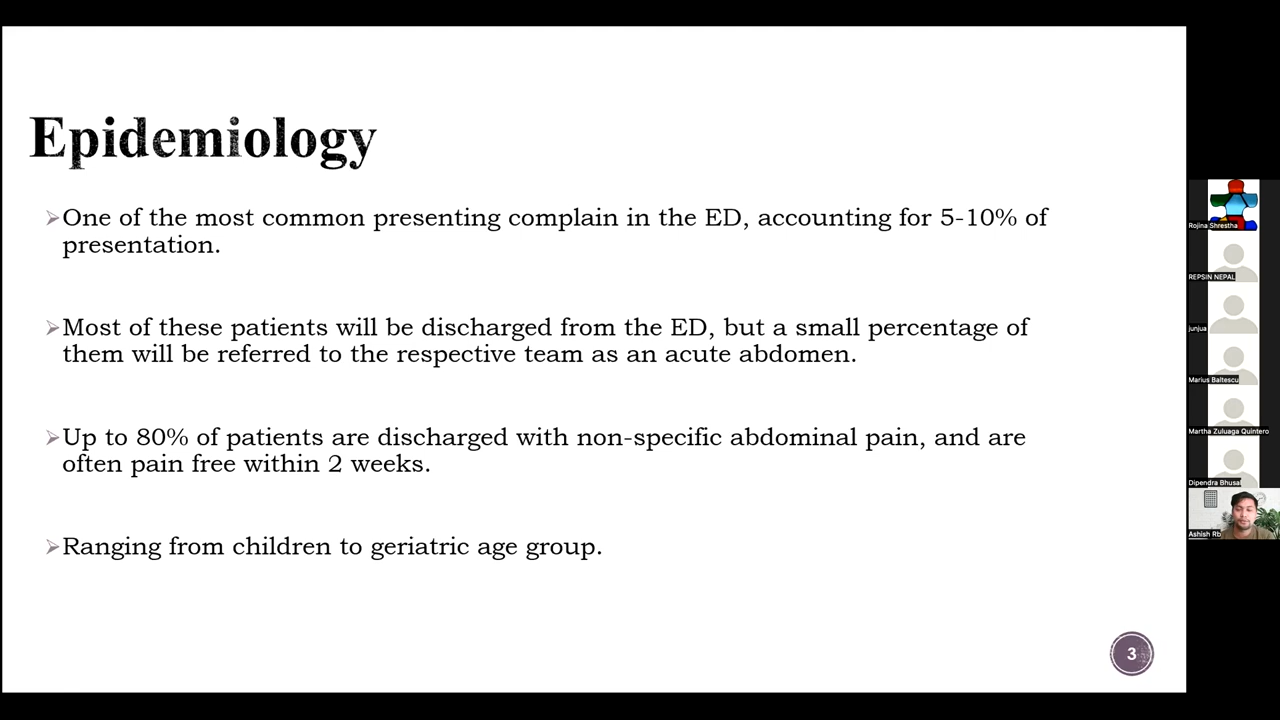 Epidemiology
One of the most common presenting complain in the ED, accounting for 5-10% of
presentation.
Most of these patients will be discharged from the ED, but a small percentage of
them will be referred to the respective team as an acute abdomen.
Up to 80% of patients are discharged with non-specific abdominal pain, and are
often pain free within 2 weeks.
Ranging from children to geriatric age group.
3
Rojina Shrestha
REPSIN NEPAL
junjua
Marius Baltescu
Martha Zuluaga Quintero
Dipendra Bhusal
Ashish Rb